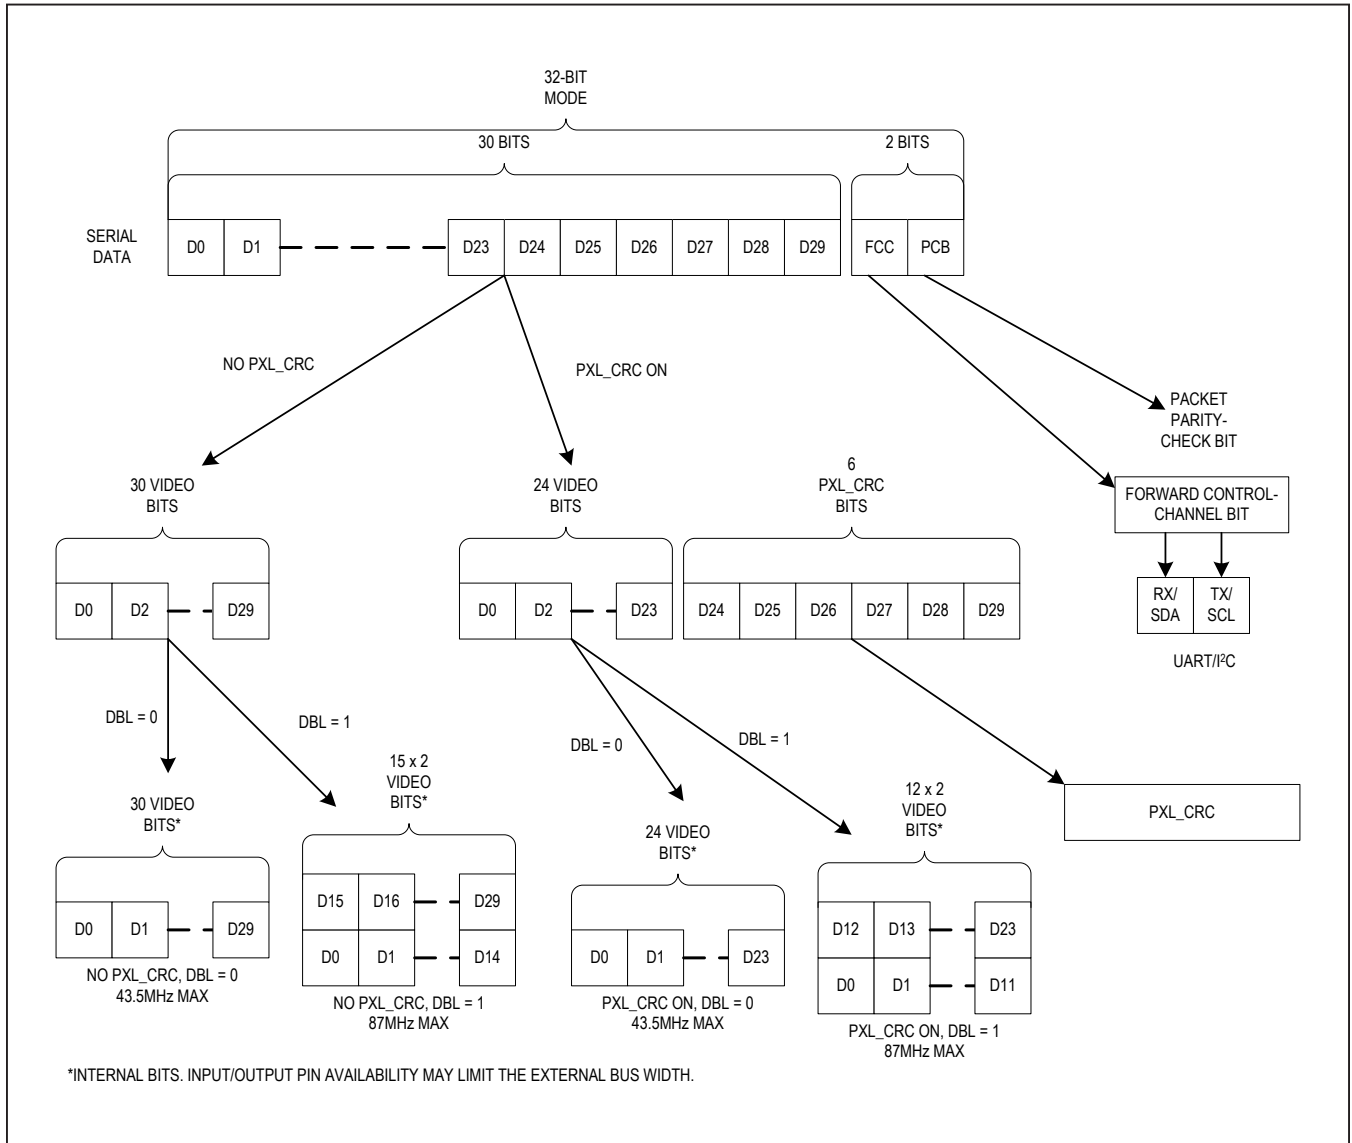 32-BIT
MODE
30 BITS
2 BITS
SERIAL
DATA
D0
D1
D23
D24
D25
D26
D27
D28
D29
FCC
PCB
NO PXL_CRC
PXL_CRC ON
PACKET
PARITY-
CHECK BIT
30 VIDEO
BITS
24 VIDEO
BITS
6
PXL_CRC
BITS
FORWARD CONTROL-
CHANNEL BIT
D0
D2
D29
D0
D2
D23
D24
D25
D26
D27
D28
D29
RX/
SDA
TX/
SCL
UART/I²C
DBL = 0
DBL = 1
DBL = 0
DBL = 1
30 VIDEO
BITS*
15 x 2
VIDEO
BITS*
24 VIDEO
BITS*
12 x 2
VIDEO
BITS*
PXL_CRC
D0
D1
D29
NO PXL_CRC, DBL = 0
43.5MHz MAX
D15
D16
D29
D0
D1
D14
NO PXL_CRC, DBL = 1
87MHz MAX
D0
D1
D23
PXL_CRC ON, DBL = 0
43.5MHz MAX
D12
D13
D23
D0
D1
D11
PXL_CRC ON, DBL = 1
87MHz MAX
*INTERNAL BITS. INPUT/OUTPUT PIN AVAILABILITY MAY LIMIT THE EXTERNAL BUS WIDTH.